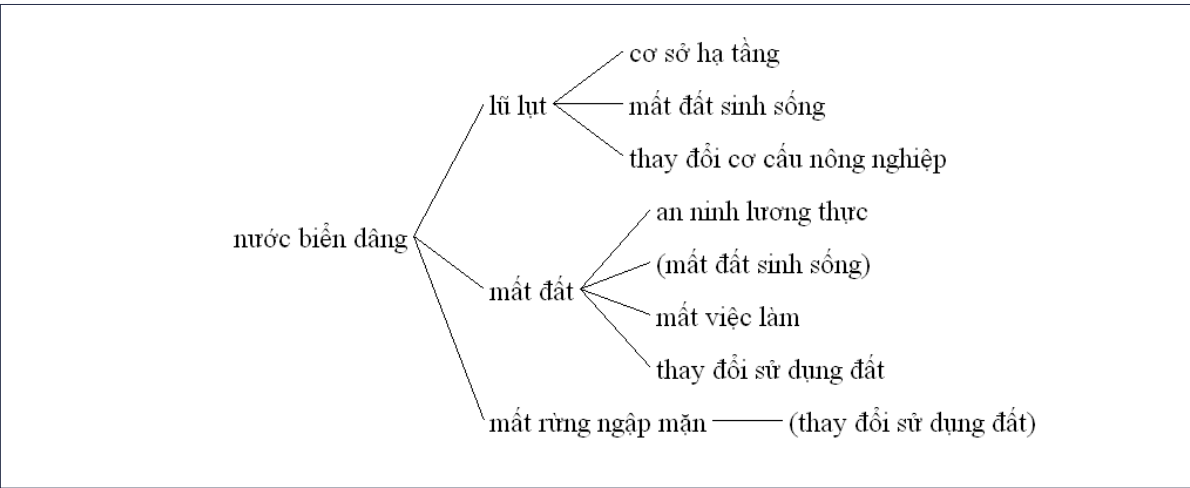 cơ sở hạ tầng
lũ lụt
mất đất sinh sống
thay đổi cơ cấu nông nghiệp
an ninh lương thực
nước biển dâng
(mất đất sinh sống)
mất đất
mất việc làm
thay đổi sử dụng đất
mất rừng ngập mặn
(thay đổi sử dụng đất)